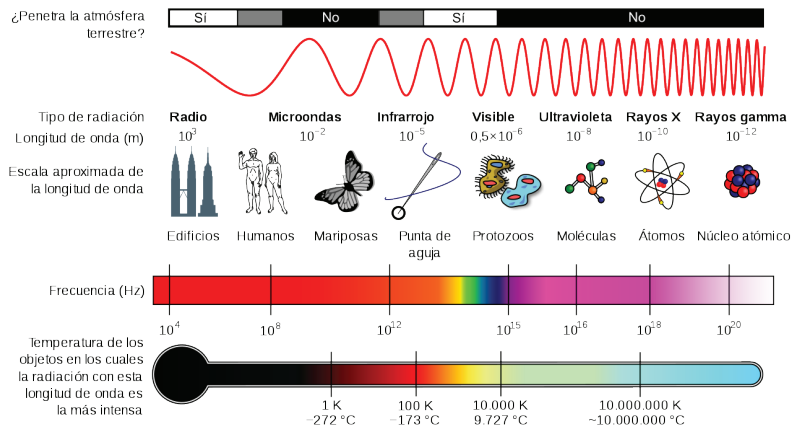 ¿Penetra la atmósfera
terrestre?
Sí No Sí No
Tipo de radiación Radio Microondas Infrarrojo Visible Ultravioleta Rayos X Rayos gamma
Longitud de onda (m) 10³ 10⁻² 10⁻⁵ 0,5×10⁻⁶ 10⁻⁸ 10⁻¹⁰ 10⁻¹²
Escala aproximada de
la longitud de onda
Edificios Humanos Mariposas Punta de aguja Protozoos Moléculas Átomos Núcleo atómico
Frecuencia (Hz)
10⁴ 10⁸ 10¹² 10¹⁵ 10¹⁶ 10¹⁸ 10²⁰
Temperatura de los
objetos en los cuales
la radiación con esta
longitud de onda es
la más intensa
1 K 100 K 10.000 K 10.000.000 K
−272 °C −173 °C 9.727 °C ~10.000.000 °C